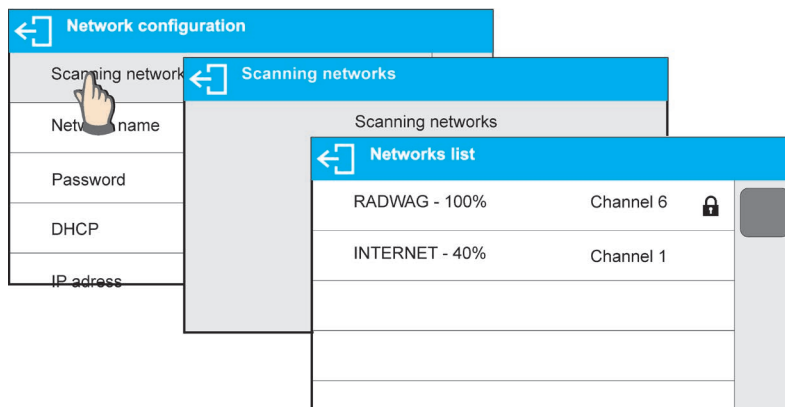 Network configuration
Scanning network
Scanning networks
Network name
Scanning networks
Networks list
Password
RADWAG - 100% Channel 6
DHCP
INTERNET - 40% Channel 1
IP adress